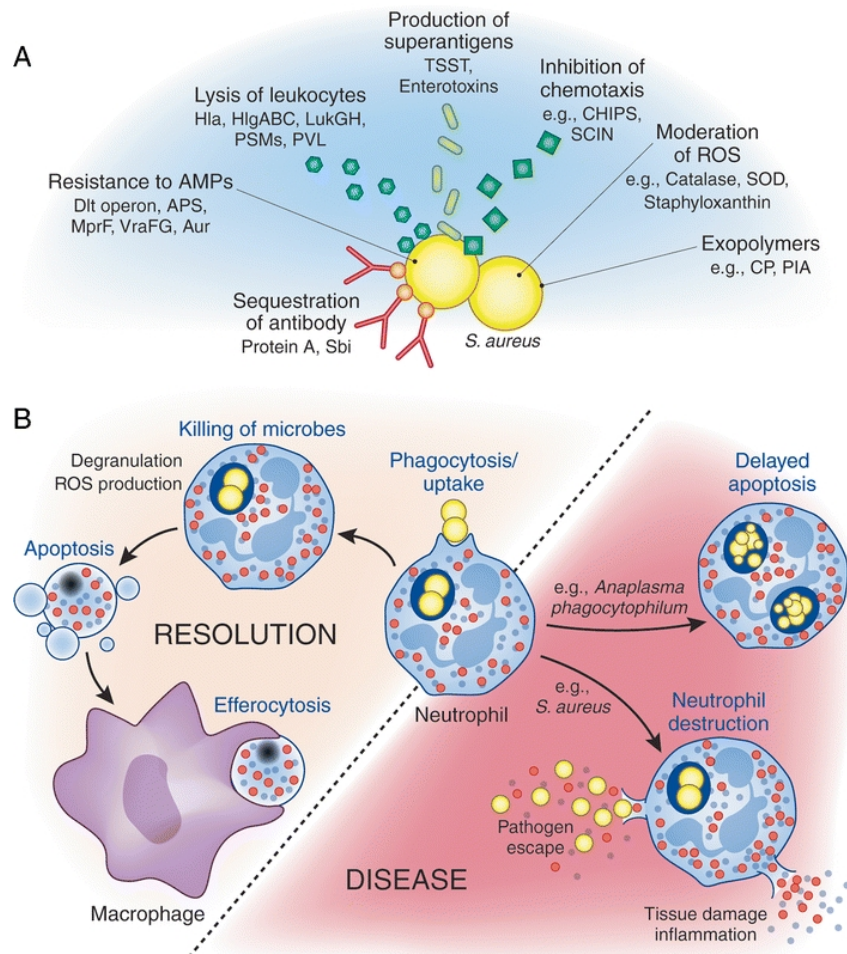 A
Production of
superantigens
TSST,
Enterotoxins
Lysis of leukocytes
Hla, HlgABC, LukGH,
PSMs, PVL
Inhibition of
chemotaxis
e.g., CHIPS,
SCIN
Moderation
of ROS
e.g., Catalase, SOD,
Staphyloxanthin
Resistance to AMPs
Dlt operon, APS,
MprF, VraFG, Aur
Exopolymers
e.g., CP, PIA
Sequestration
of antibody
Protein A, Sbi
S. aureus
B
Killing of microbes
Degranulation
ROS production
Phagocytosis/
uptake
Delayed
apoptosis
Apoptosis
e.g., Anaplasma
phagocytophilum
RESOLUTION
Efferocytosis
Neutrophil
e.g.,
S. aureus
Neutrophil
destruction
Pathogen
escape
DISEASE
Macrophage
Tissue damage
inflammation